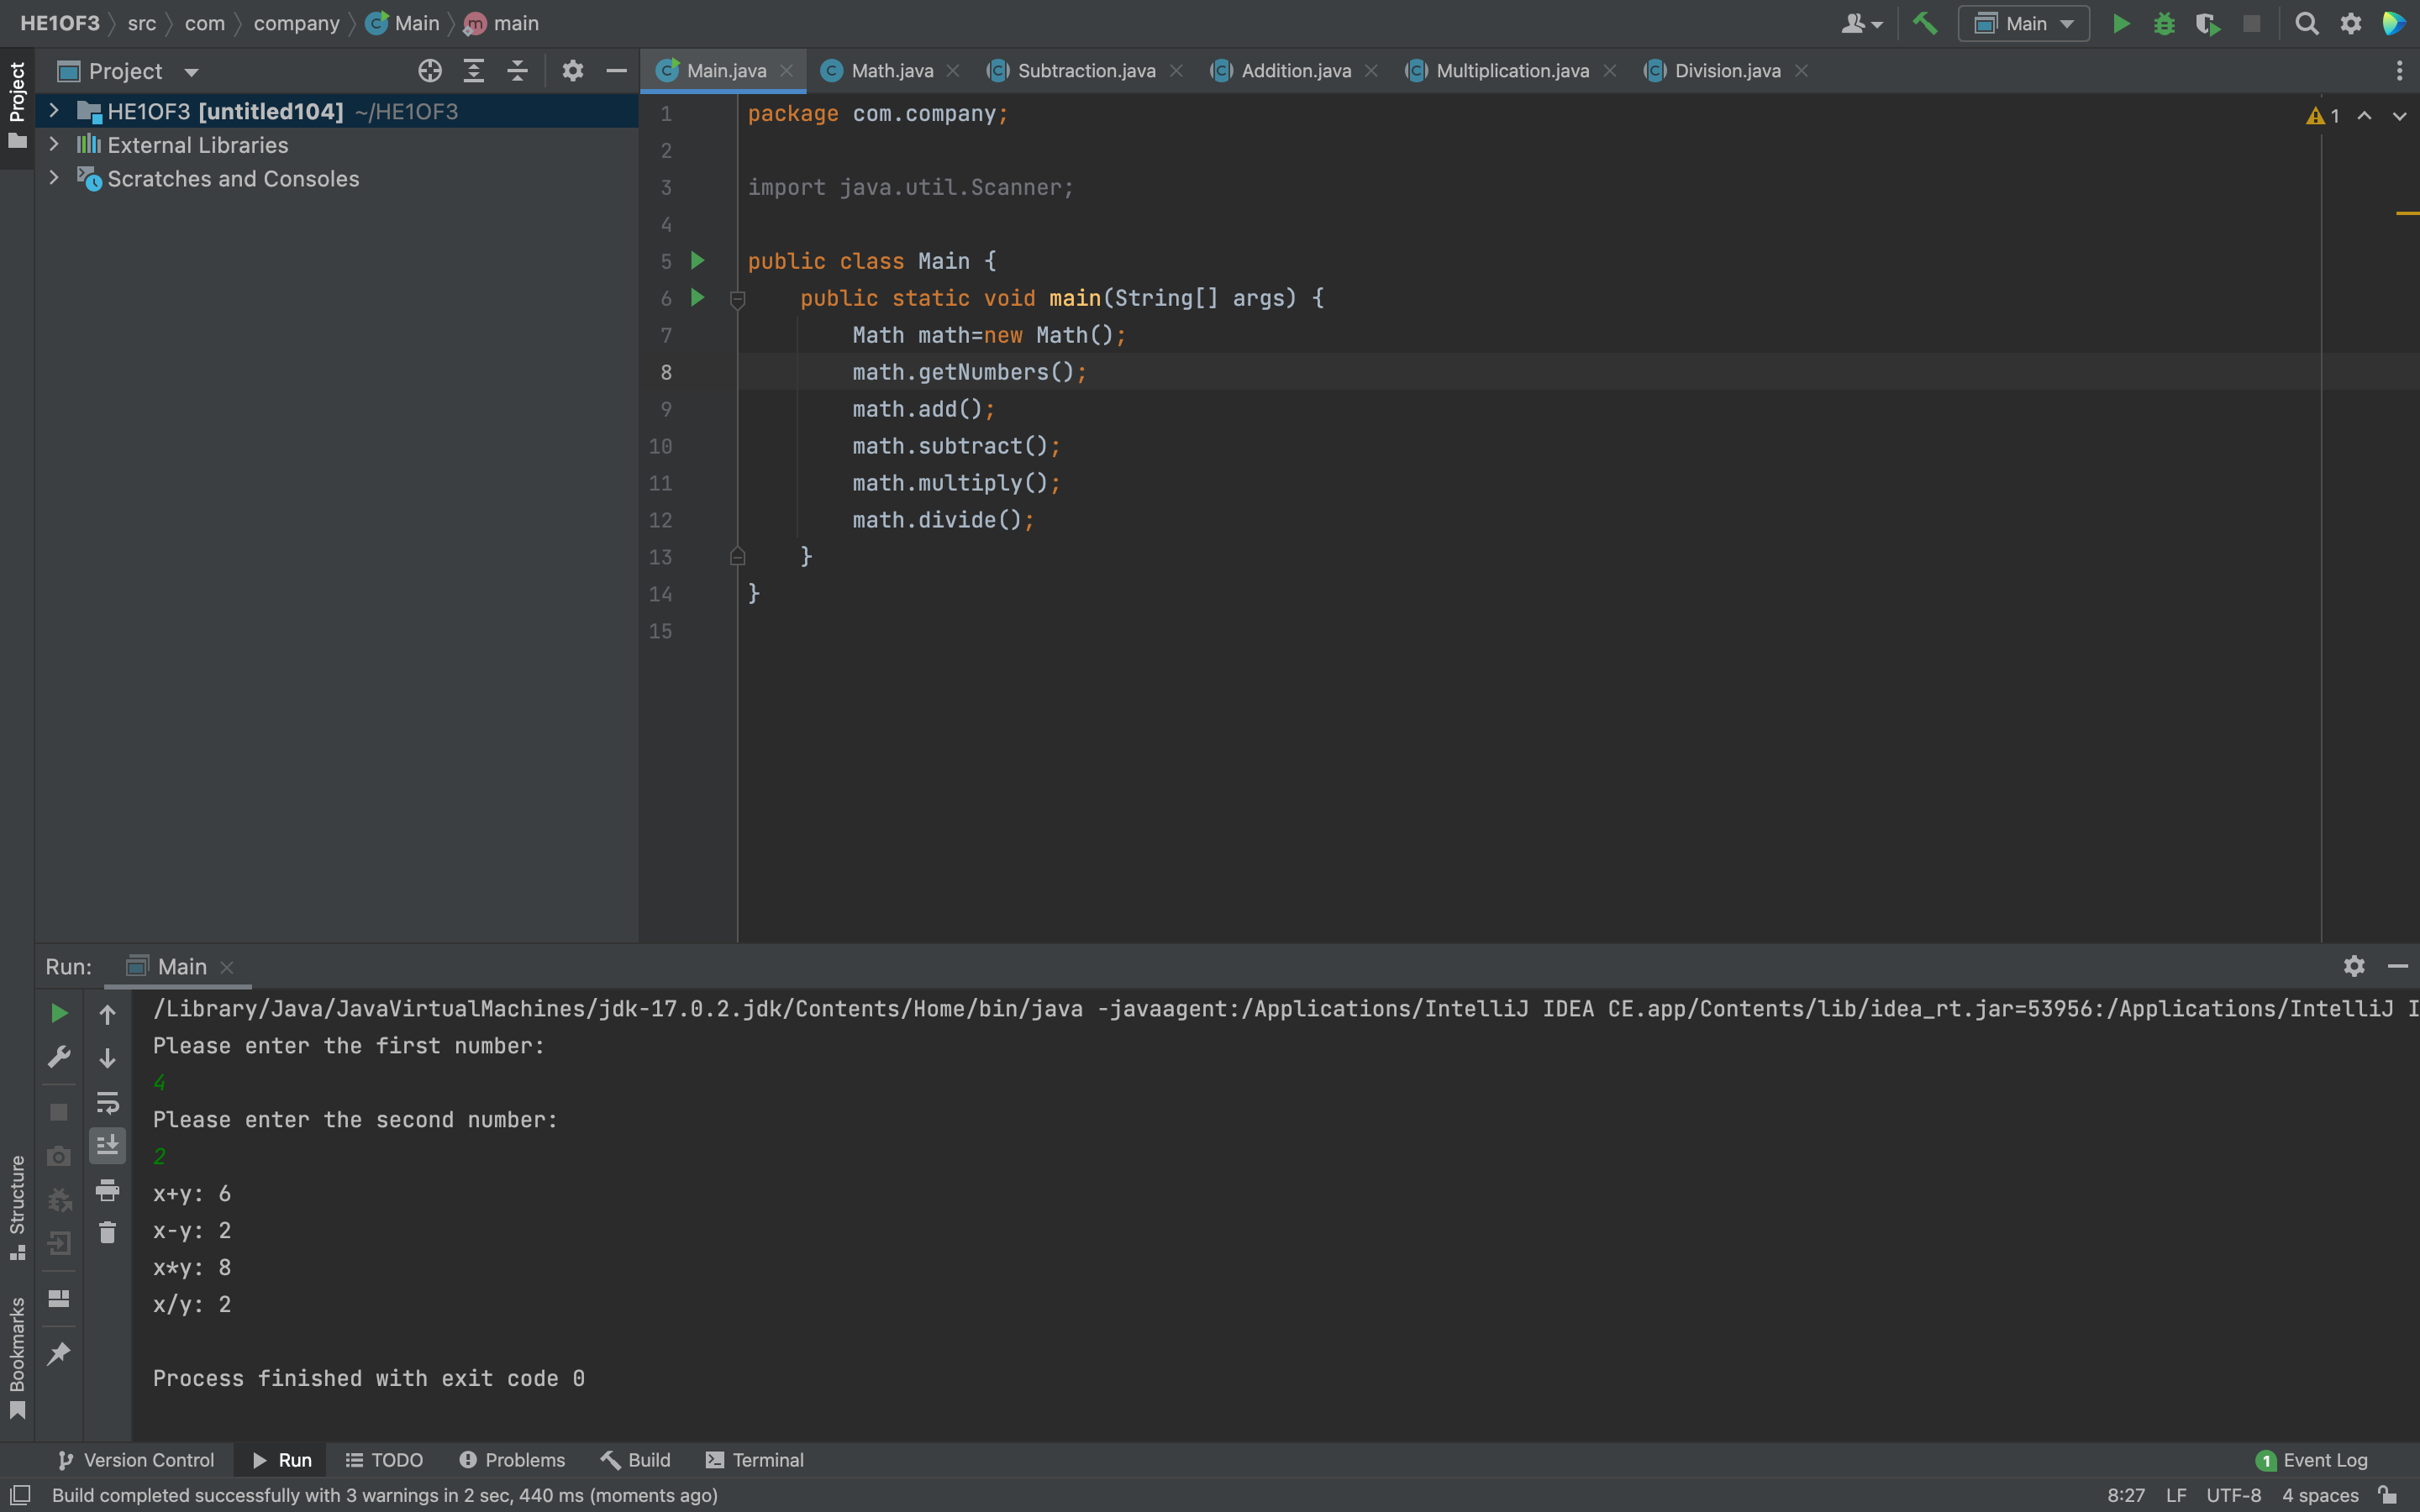 HE1OF3 src com company Main main
Main
Project
Project
Main.java Math.java Subtraction.java Addition.java Multiplication.java Division.java
HE1OF3 [untitled104] ~/HE1OF3
External Libraries
Scratches and Consoles
1 package com.company;
2
3 import java.util.Scanner;
4
5 public class Main {
6 public static void main(String[] args) {
7 Math math=new Math();
8 math.getNumbers();
9 math.add();
10 math.subtract();
11 math.multiply();
12 math.divide();
13 }
14 }
15
1
Run: Main
/Library/Java/JavaVirtualMachines/jdk-17.0.2.jdk/Contents/Home/bin/java -javaagent:/Applications/IntelliJ IDEA CE.app/Contents/lib/idea_rt.jar=53956:/Applications/IntelliJ I
Please enter the first number:
4
Please enter the second number:
2
x+y: 6
x-y: 2
x*y: 8
x/y: 2
Process finished with exit code 0
Structure
Bookmarks
Version Control Run TODO Problems Build Terminal
1 Event Log
Build completed successfully with 3 warnings in 2 sec, 440 ms (moments ago)
8:27 LF UTF-8 4 spaces